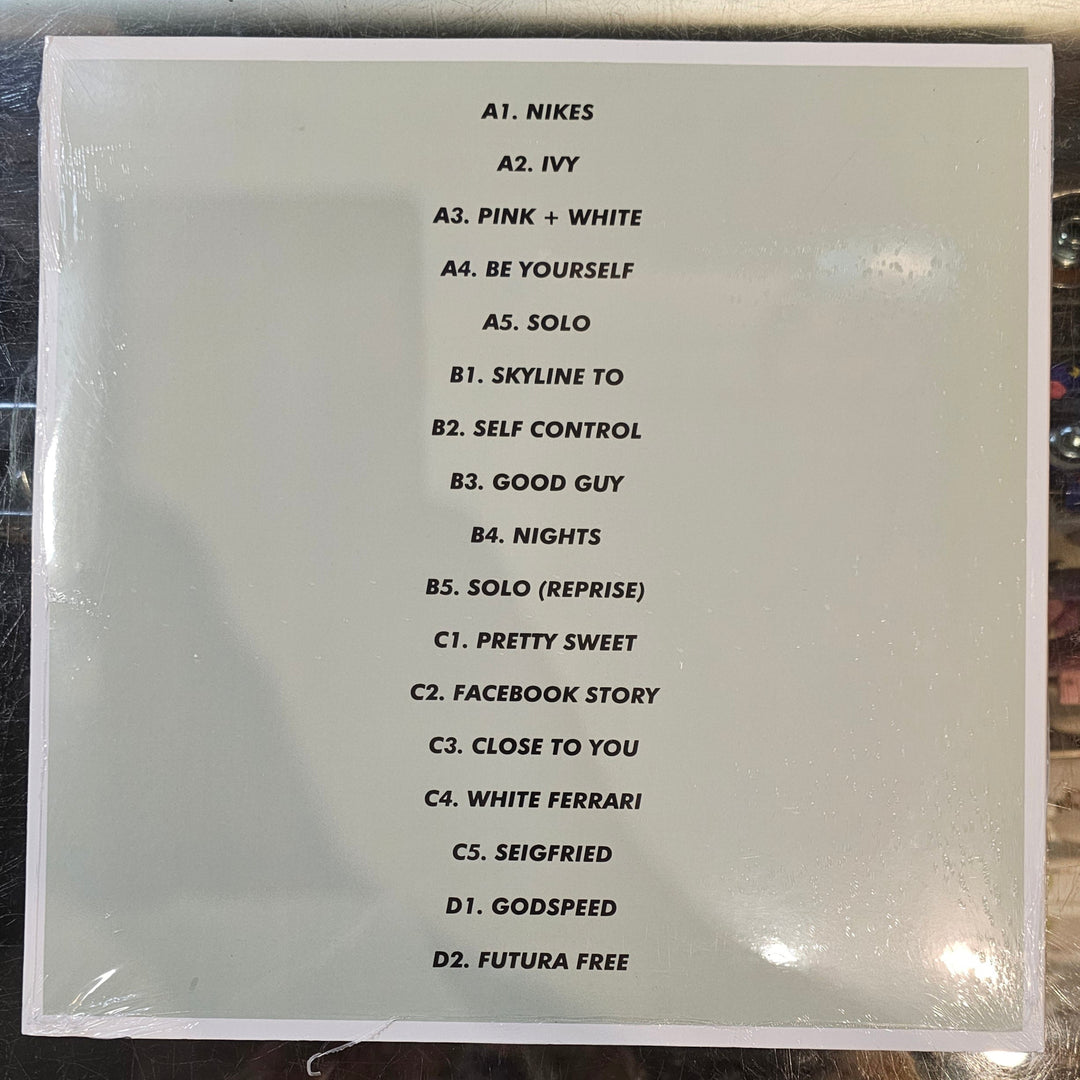 A1. NIKES
A2. IVY
A3. PINK + WHITE
A4. BE YOURSELF
A5. SOLO
B1. SKYLINE TO
B2. SELF CONTROL
B3. GOOD GUY
B4. NIGHTS
B5. SOLO (REPRISE)
C1. PRETTY SWEET
C2. FACEBOOK STORY
C3. CLOSE TO YOU
C4. WHITE FERRARI
C5. SEIGFRIED
D1. GODSPEED
D2. FUTURA FREE